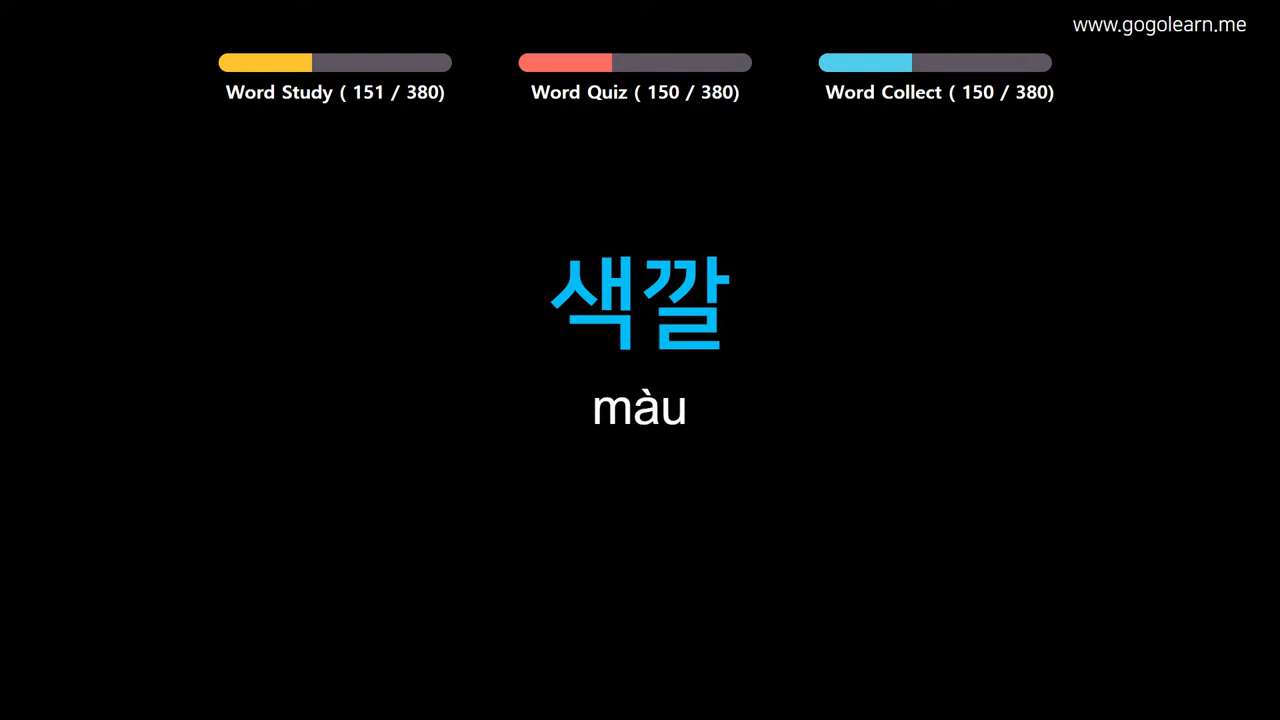 www.gogolearn.me
Word Study ( 151 / 380)
Word Quiz ( 150 / 380)
Word Collect ( 150 / 380)
색깔
màu